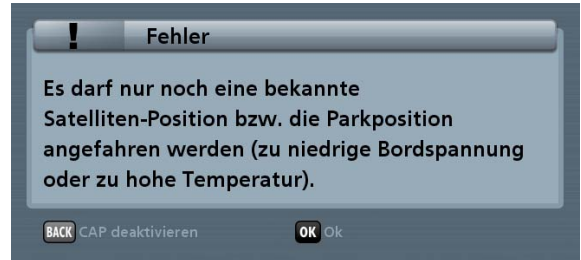 ! Fehler
Es darf nur noch eine bekannte
Satelliten-Position bzw. die Parkposition
angefahren werden (zu niedrige Bordspannung
oder zu hohe Temperatur).
BACK CAP deaktivieren OK Ok